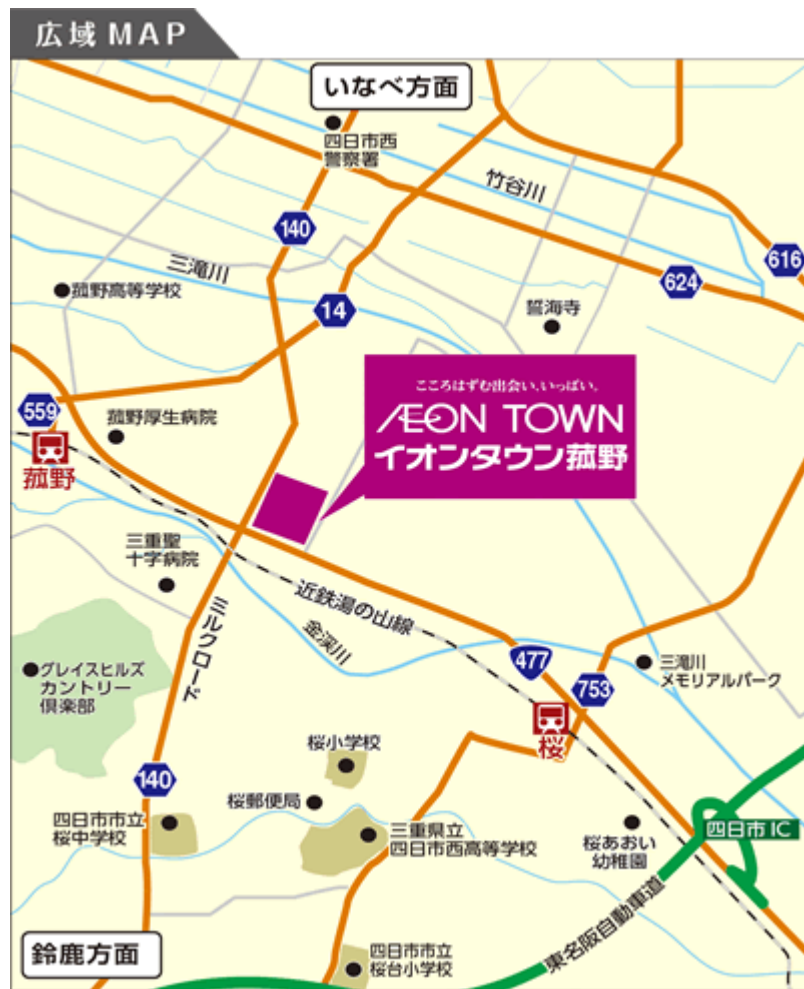 広域 MAP
いなべ方面
四日市西
警察署
竹谷川
140
三滝川
616
624
菰野高等学校
14
誓海寺
こころはずむ出会い、いっぱい。
ÆON TOWN
イオンタウン菰野
559
菰野厚生病院
菰野
三重聖
十字病院
近鉄湯の山線
ミルクロード
金渓川
477
三滝川
メモリアルパーク
グレイスヒルズ
カントリー
倶楽部
753
桜
桜小学校
140
桜郵便局
四日市市立
桜中学校
三重県立
四日市西高等学校
四日市IC
桜あおい
幼稚園
東名阪自動車道
鈴鹿方面
四日市市立
桜台小学校